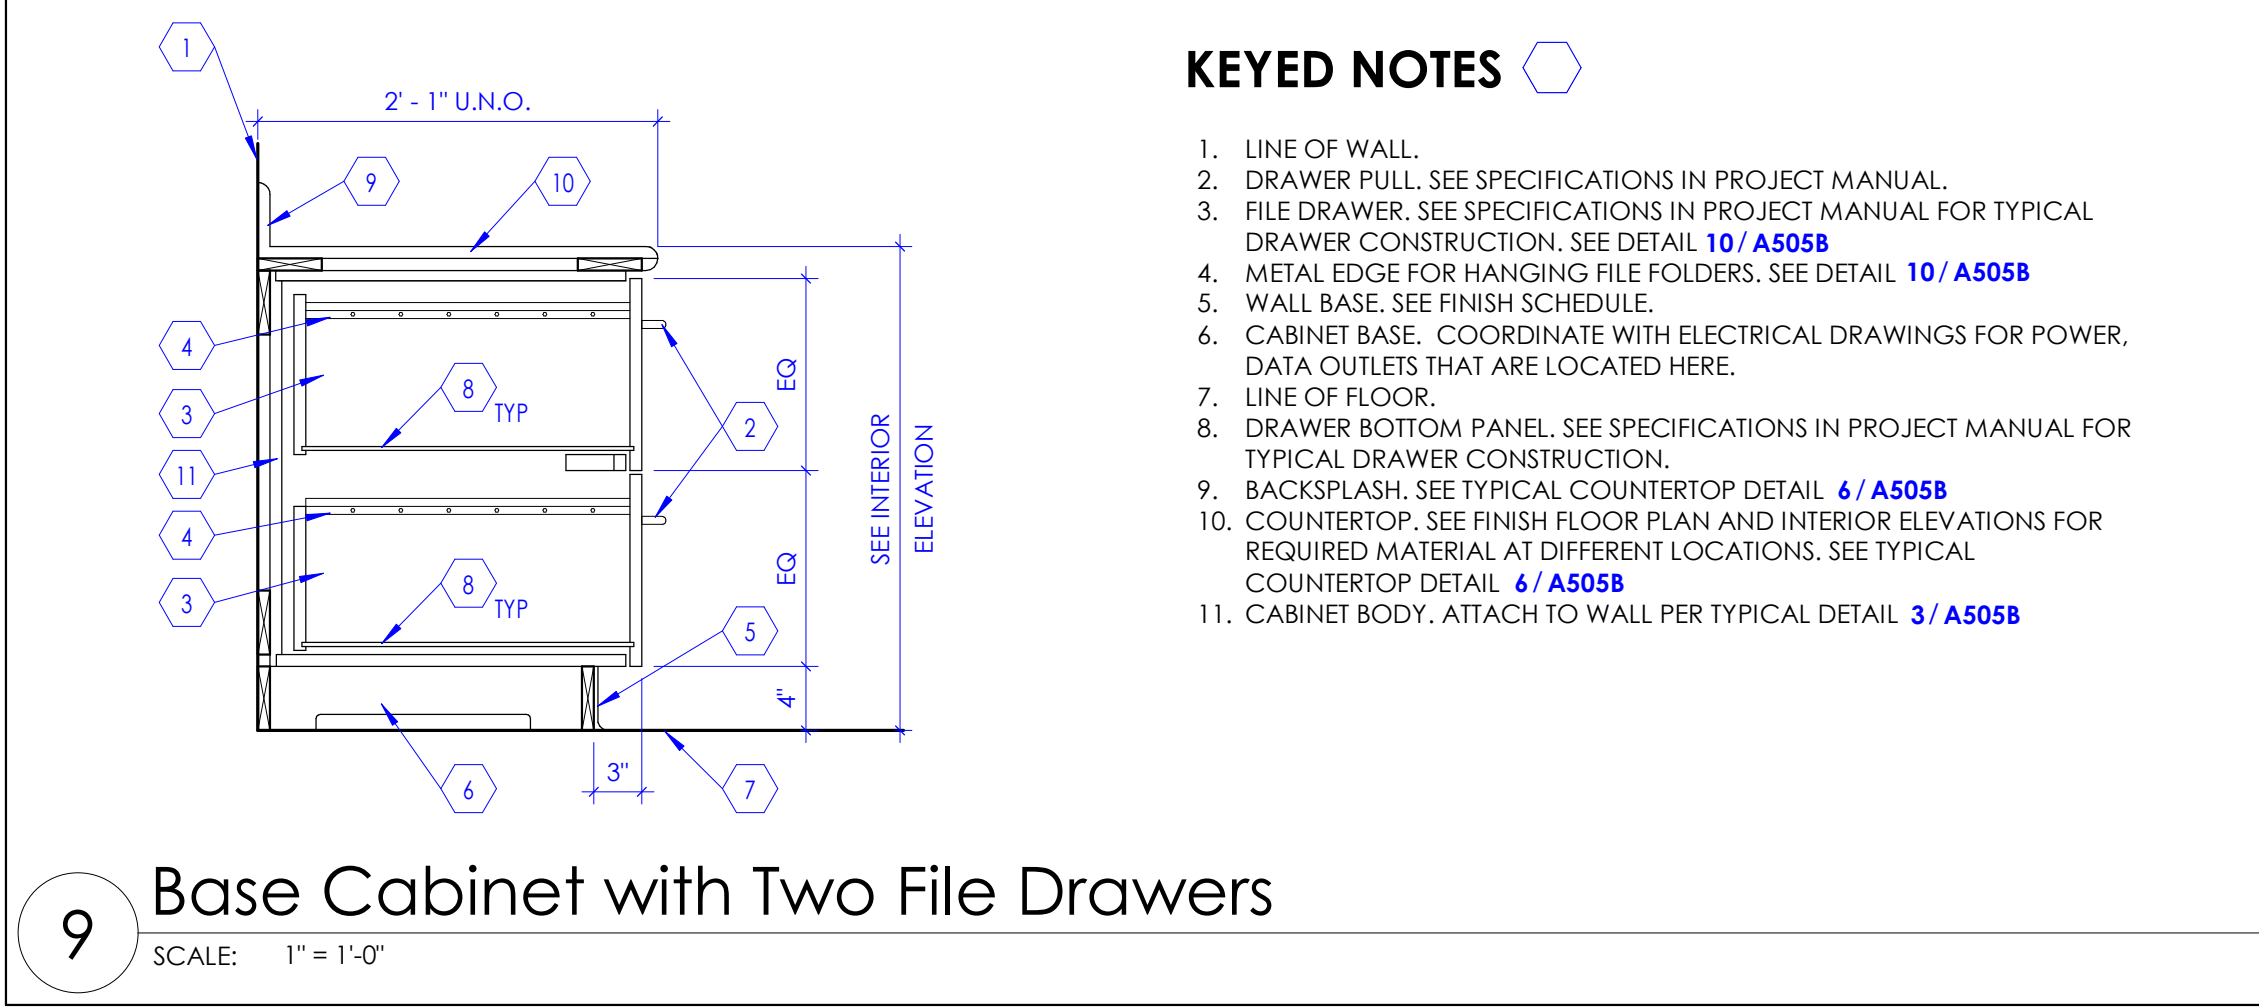 1
2' - 1" U.N.O.
9
10
4
3
8
TYP
EQ
2
11
SEE INTERIOR
ELEVATION
4
3
8
TYP
EQ
5
4"
3"
6
7
KEYED NOTES
1. LINE OF WALL.
2. DRAWER PULL. SEE SPECIFICATIONS IN PROJECT MANUAL.
3. FILE DRAWER. SEE SPECIFICATIONS IN PROJECT MANUAL FOR TYPICAL
DRAWER CONSTRUCTION. SEE DETAIL 10 / A505B
4. METAL EDGE FOR HANGING FILE FOLDERS. SEE DETAIL 10 / A505B
5. WALL BASE. SEE FINISH SCHEDULE.
6. CABINET BASE. COORDINATE WITH ELECTRICAL DRAWINGS FOR POWER,
DATA OUTLETS THAT ARE LOCATED HERE.
7. LINE OF FLOOR.
8. DRAWER BOTTOM PANEL. SEE SPECIFICATIONS IN PROJECT MANUAL FOR
TYPICAL DRAWER CONSTRUCTION.
9. BACKSPLASH. SEE TYPICAL COUNTERTOP DETAIL 6 / A505B
10. COUNTERTOP. SEE FINISH FLOOR PLAN AND INTERIOR ELEVATIONS FOR
REQUIRED MATERIAL AT DIFFERENT LOCATIONS. SEE TYPICAL
COUNTERTOP DETAIL 6 / A505B
11. CABINET BODY. ATTACH TO WALL PER TYPICAL DETAIL 3 / A505B
9
Base Cabinet with Two File Drawers
SCALE: 1" = 1'-0"